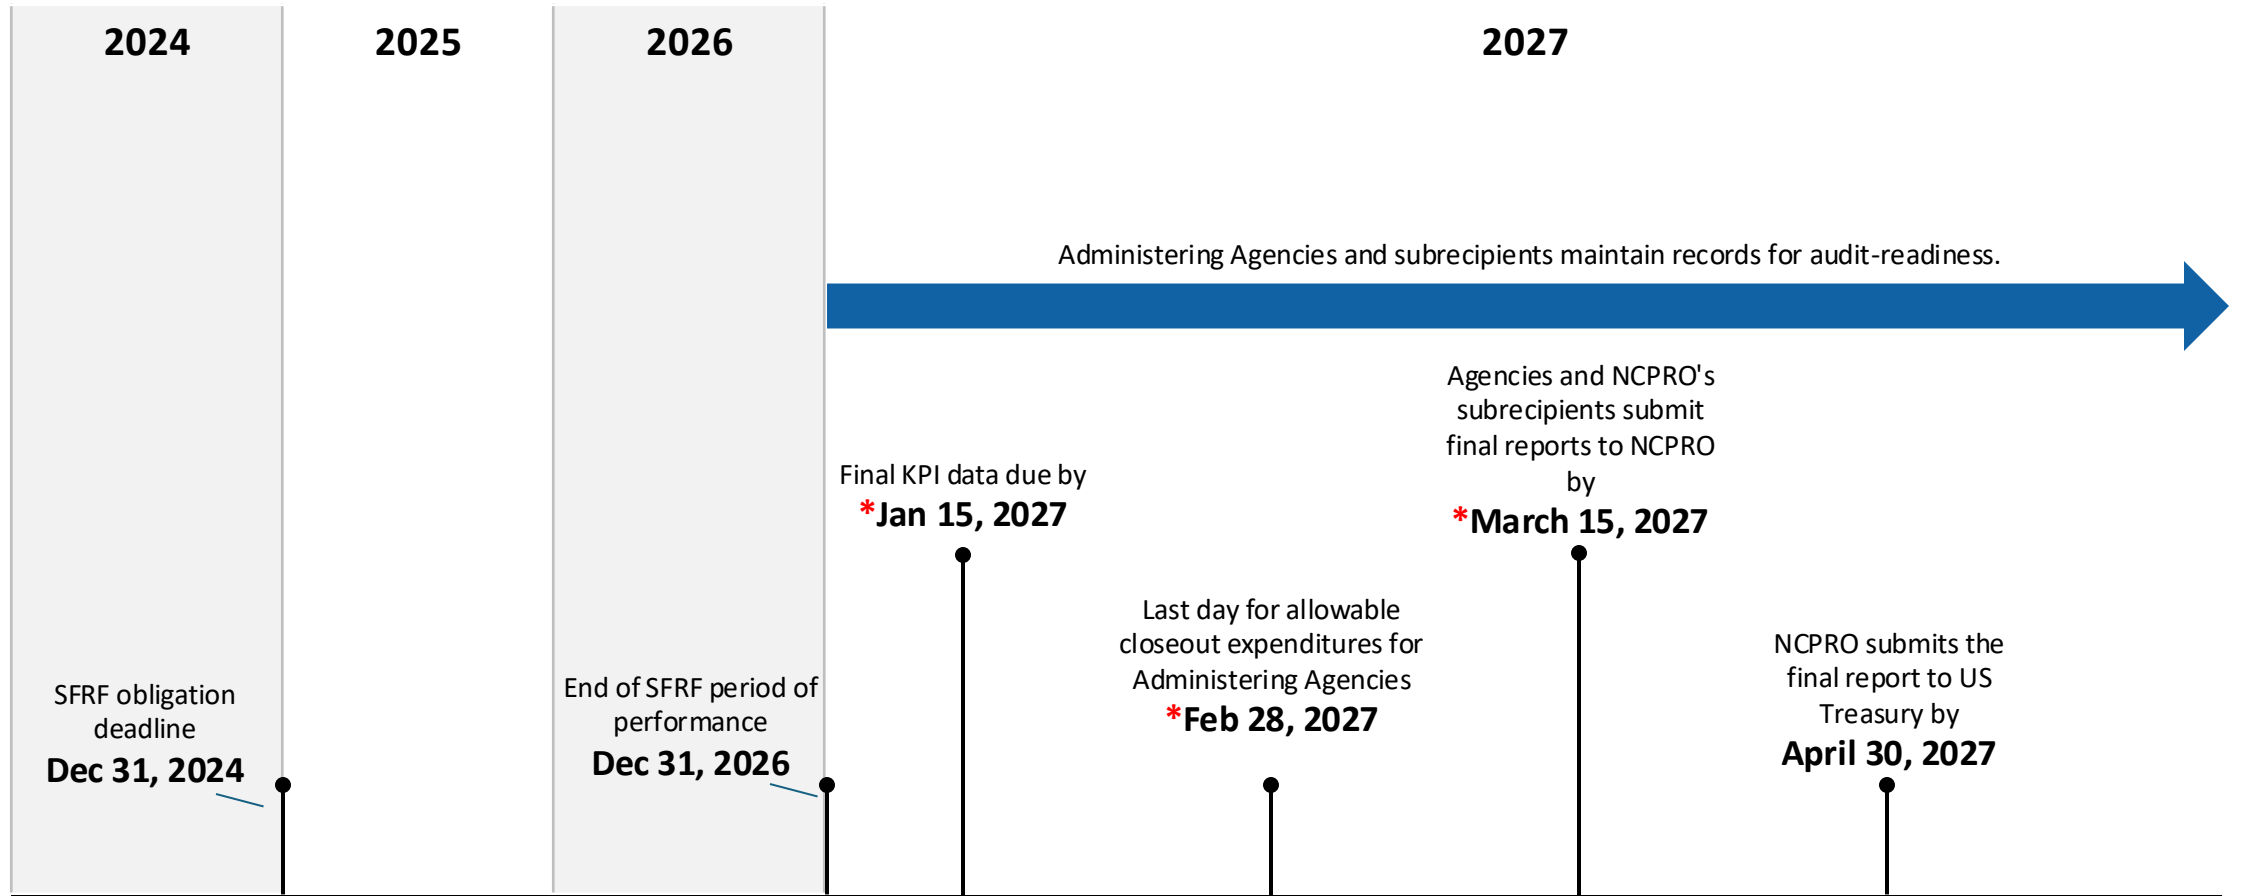 2024
2025
2026
2027
Administering Agencies and subrecipients maintain records for audit-readiness.
Agencies and NCPRO's
subrecipients submit
final reports to NCPRO
by
*March 15, 2027
Final KPI data due by
*Jan 15, 2027
Last day for allowable
closeout expenditures for
Administering Agencies
*Feb 28, 2027
NCPRO submits the
final report to US
Treasury by
April 30, 2027
End of SFRF period of
performance
Dec 31, 2026
SFRF obligation
deadline
Dec 31, 2024